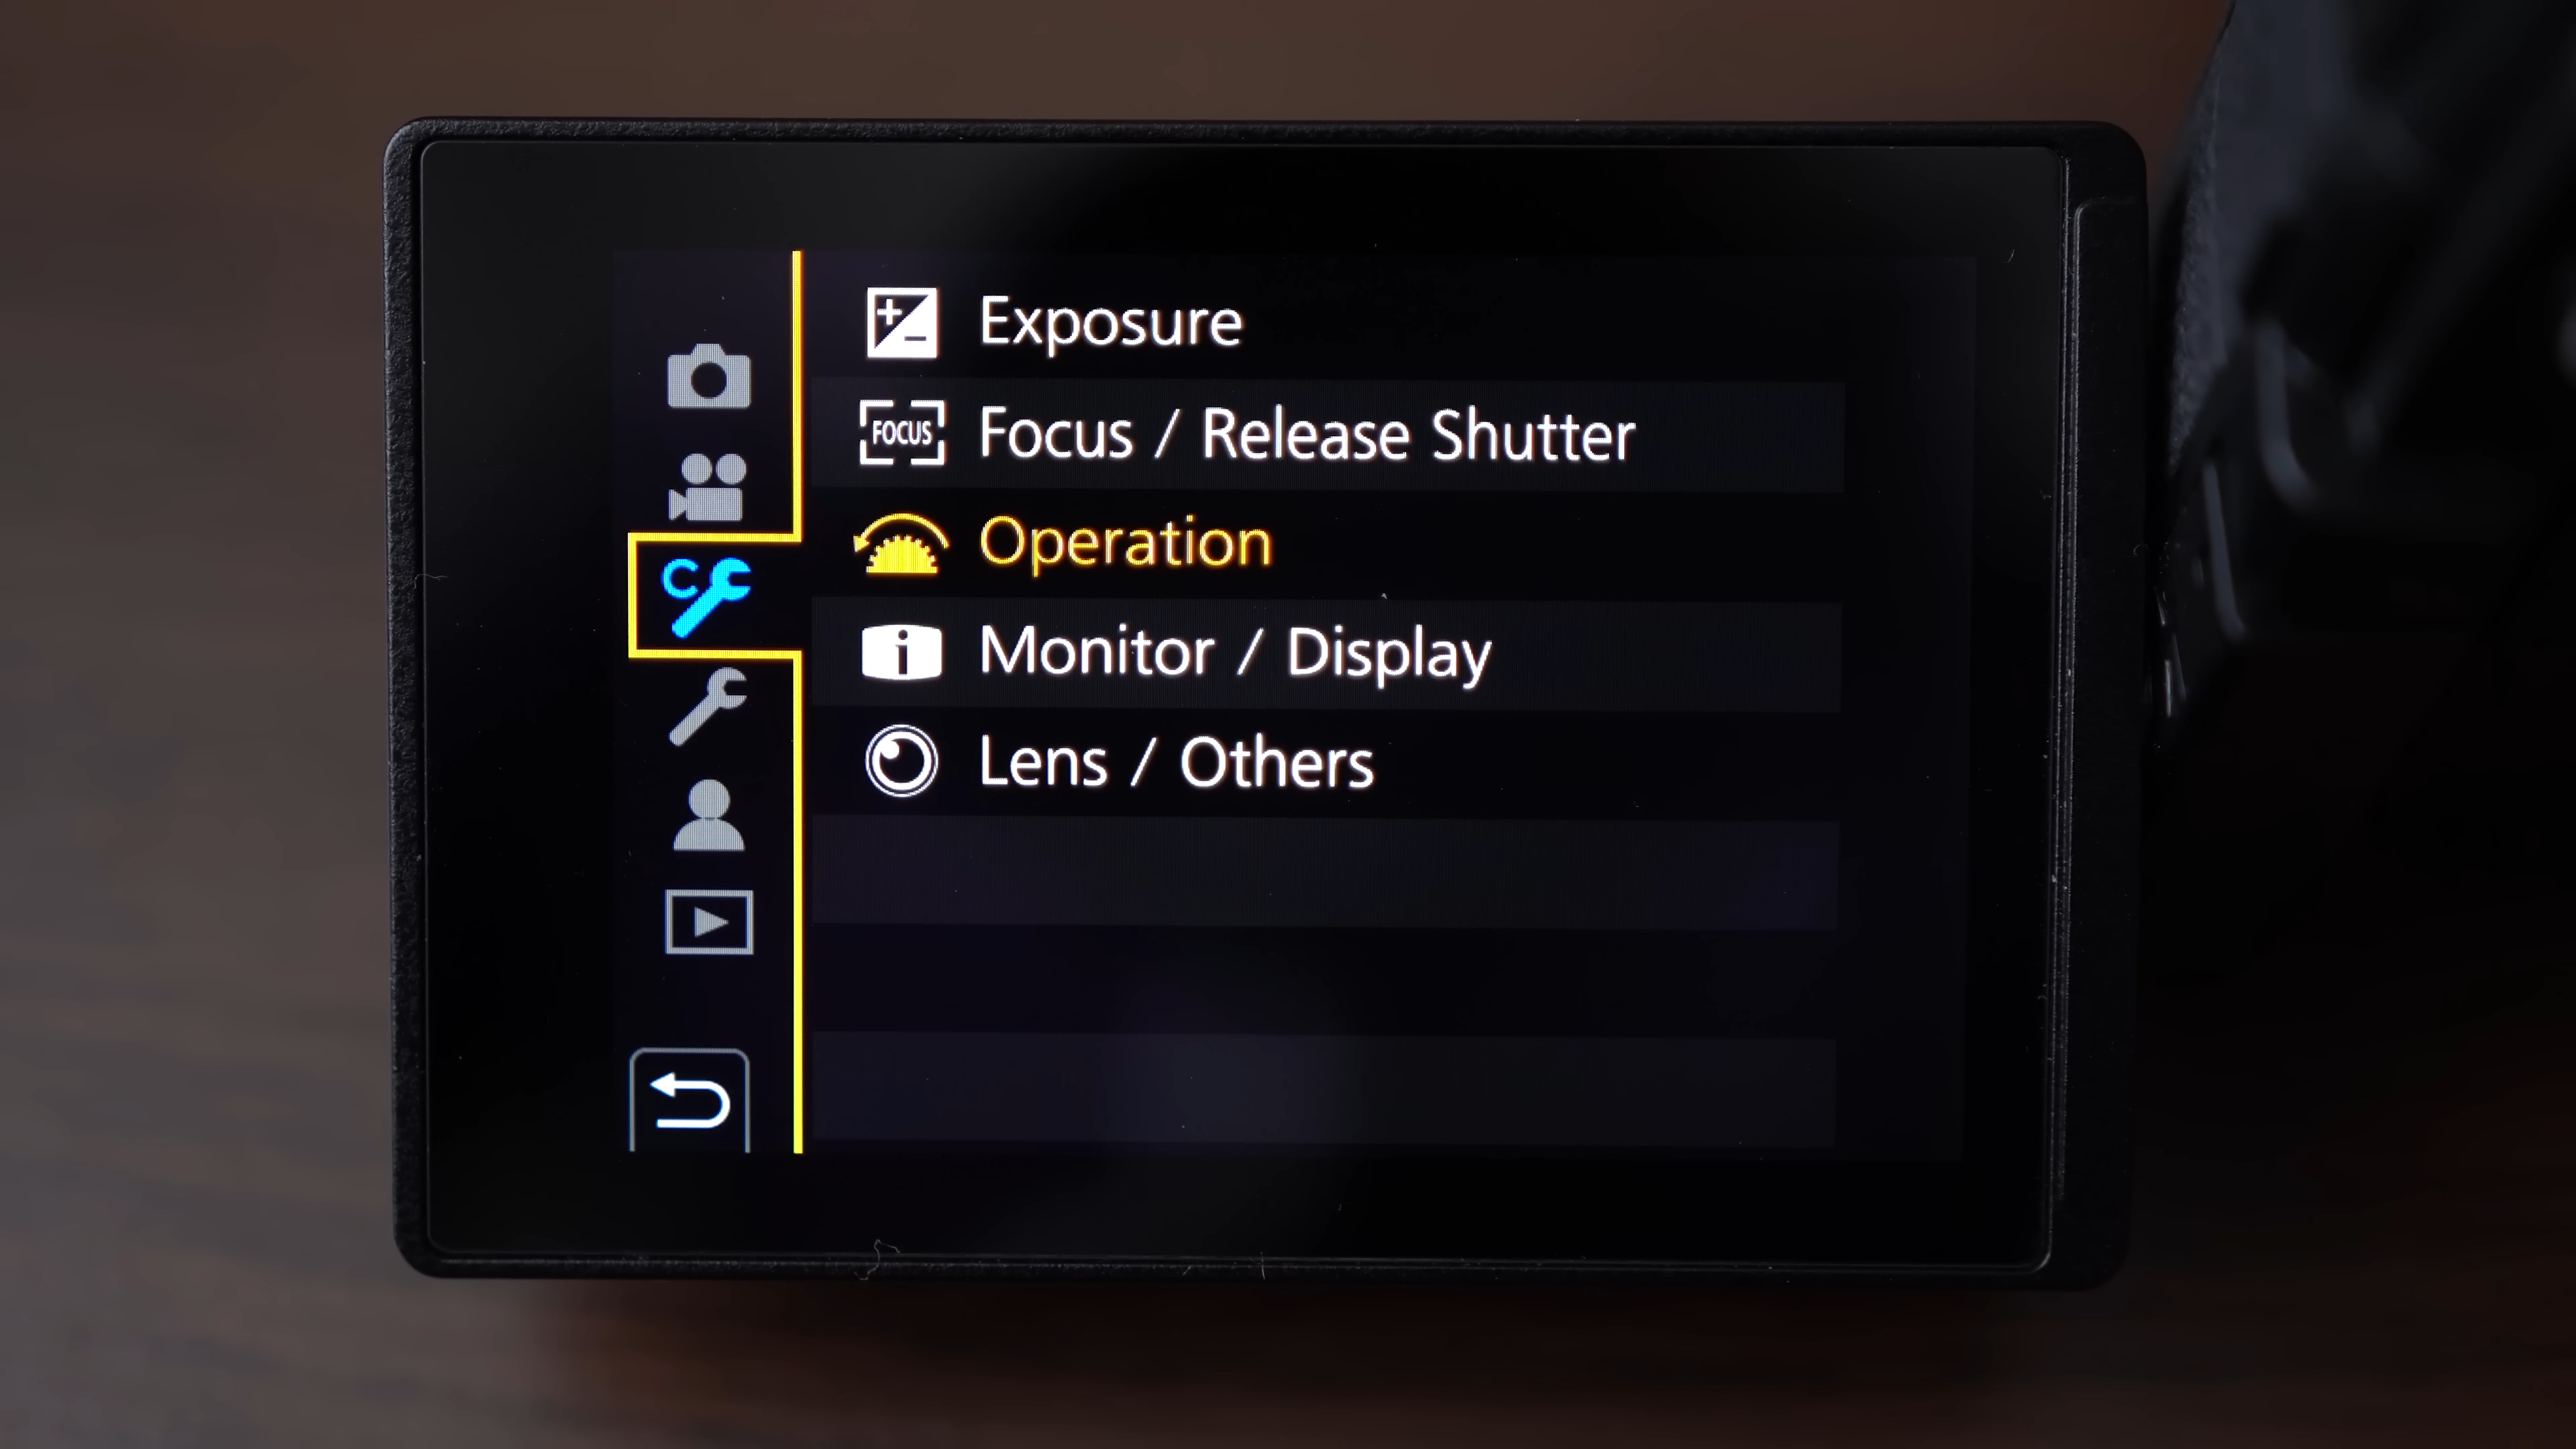 Exposure
FOCUS Focus / Release Shutter
C Operation
Monitor / Display
Lens / Others